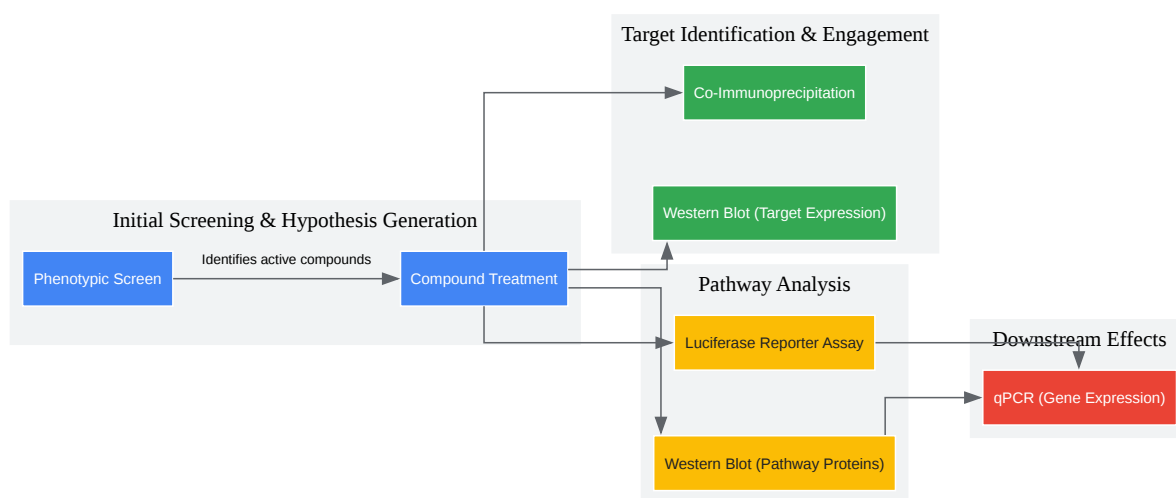 Target Identification & Engagement
Co-Immunoprecipitation
Western Blot (Target Expression)
Initial Screening & Hypothesis Generation
Phenotypic Screen
Identifies active compounds
Compound Treatment
Pathway Analysis
Luciferase Reporter Assay
Western Blot (Pathway Proteins)
Downstream Effects
qPCR (Gene Expression)